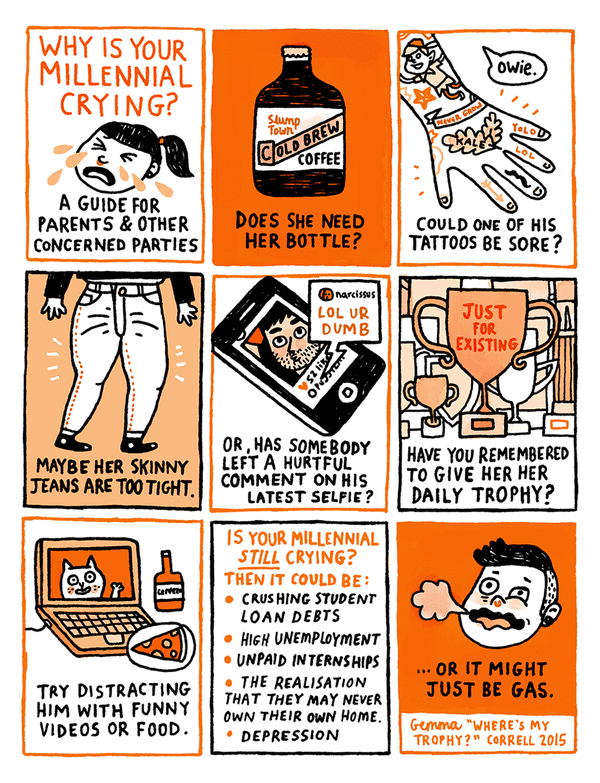 WHY IS YOUR
MILLENNIAL
CRYING?
A GUIDE FOR
PARENTS & OTHER
CONCERNED PARTIES
Slump
Town
COLD BREW
COFFEE
DOES SHE NEED
HER BOTTLE?
OWIE.
NEVER GROW
KALE
YOLO
LOL
COULD ONE OF HIS
TATTOOS BE SORE?
MAYBE HER SKINNY
JEANS ARE TOO TIGHT.
narcissus
LOL UR
DUMB
52 likes
OR, HAS SOMEBODY
LEFT A HURTFUL
COMMENT ON HIS
LATEST SELFIE?
JUST
FOR
EXISTING
HAVE YOU REMEMBERED
TO GIVE HER HER
DAILY TROPHY?
TRY DISTRACTING
HIM WITH FUNNY
VIDEOS OR FOOD.
IS YOUR MILLENNIAL
STILL CRYING?
THEN IT COULD BE:
• CRUSHING STUDENT
LOAN DEBTS
• HIGH UNEMPLOYMENT
• UNPAID INTERNSHIPS
• THE REALISATION
THAT THEY MAY NEVER
OWN THEIR OWN HOME.
• DEPRESSION
... OR IT MIGHT
JUST BE GAS.
Gemma "WHERE'S MY
TROPHY?" CORRELL 2015